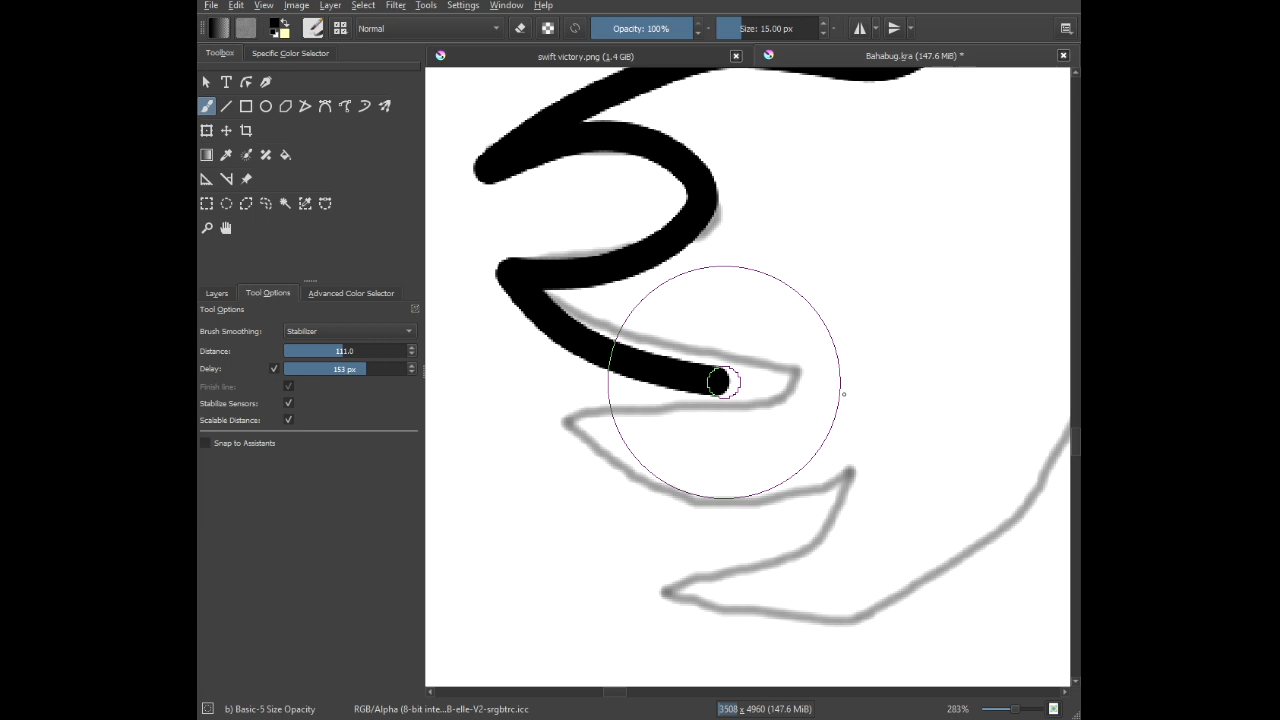 File Edit View Image Layer Select Filter Tools Settings Window Help
Normal Opacity: 100% Size: 15.00 px
Toolbox Specific Color Selector
swift victory.png (1.4 GiB) Bahabug.kra (147.6 MiB) *
Layers Tool Options Advanced Color Selector
Tool Options
Brush Smoothing: Stabilizer
Distance: 111.0
Delay: 153 px
Finish line:
Stabilize Sensors:
Scalable Distance:
Snap to Assistants
b) Basic-5 Size Opacity RGB/Alpha (8-bit inte...B-elle-V2-srgbtrc.icc 3508 x 4960 (147.6 MiB) 283%